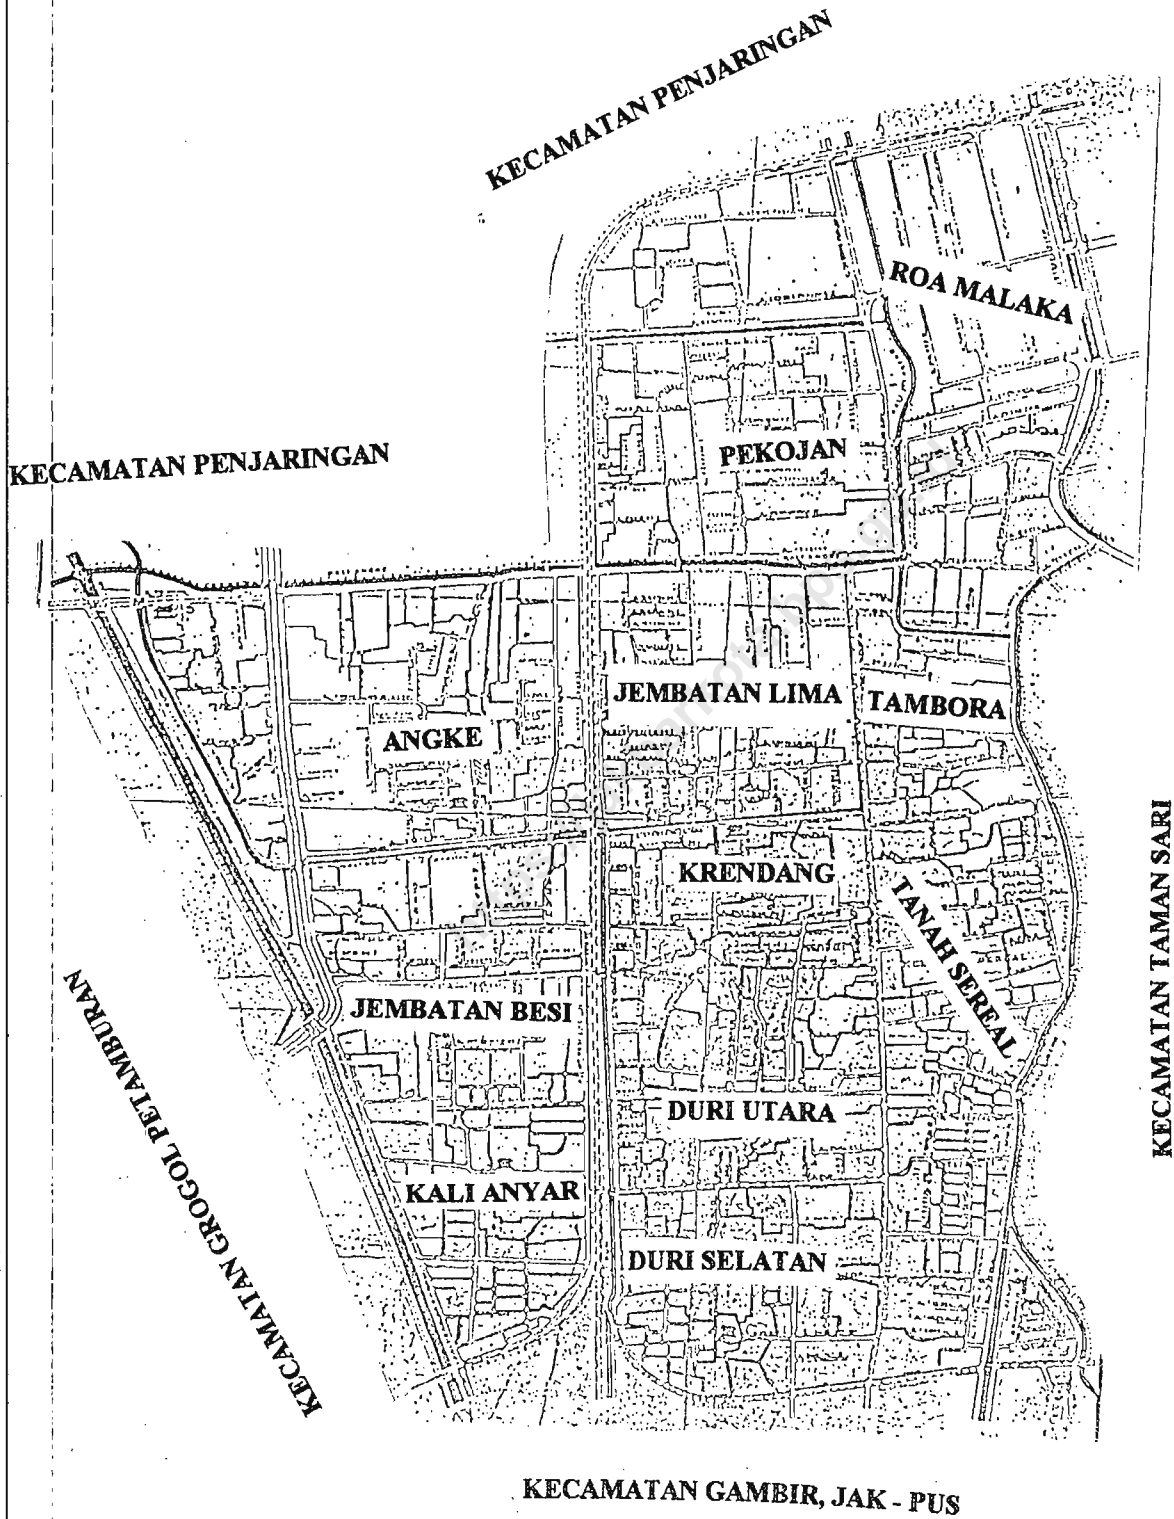 KECAMATAN PENJARINGAN
ROA MALAKA
PEKOJAN
KECAMATAN PENJARINGAN
JEMBATAN LIMA
TAMBORA
ANGKE
KRENDANG
TANAH SEREAL
KECAMATAN TAMAN SARI
JEMBATAN BESI
KECAMATAN GROGOL PETAMBURAN
DURI UTARA
KALI ANYAR
DURI SELATAN
KECAMATAN GAMBIR, JAK - PUS